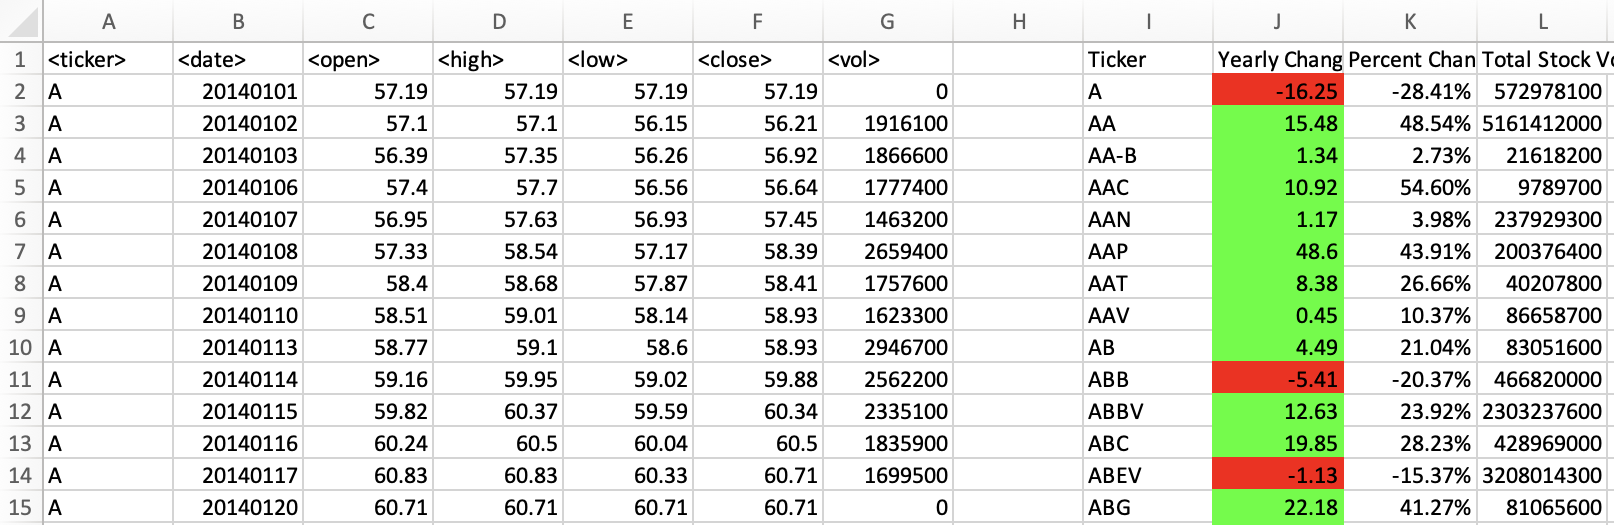 A B C D E F G H I J K L
1 <ticker> <date> <open> <high> <low> <close> <vol> Ticker Yearly Chang Percent Chan Total Stock Vo
2 A 20140101 57.19 57.19 57.19 57.19 0 A -16.25 -28.41% 572978100
3 A 20140102 57.1 57.1 56.15 56.21 1916100 AA 15.48 48.54% 5161412000
4 A 20140103 56.39 57.35 56.26 56.92 1866600 AA-B 1.34 2.73% 21618200
5 A 20140106 57.4 57.7 56.56 56.64 1777400 AAC 10.92 54.60% 9789700
6 A 20140107 56.95 57.63 56.93 57.45 1463200 AAN 1.17 3.98% 237929300
7 A 20140108 57.33 58.54 57.17 58.39 2659400 AAP 48.6 43.91% 200376400
8 A 20140109 58.4 58.68 57.87 58.41 1757600 AAT 8.38 26.66% 40207800
9 A 20140110 58.51 59.01 58.14 58.93 1623300 AAV 0.45 10.37% 86658700
10 A 20140113 58.77 59.1 58.6 58.93 2946700 AB 4.49 21.04% 83051600
11 A 20140114 59.16 59.95 59.02 59.88 2562200 ABB -5.41 -20.37% 466820000
12 A 20140115 59.82 60.37 59.59 60.34 2335100 ABBV 12.63 23.92% 2303237600
13 A 20140116 60.24 60.5 60.04 60.5 1835900 ABC 19.85 28.23% 428969000
14 A 20140117 60.83 60.83 60.33 60.71 1699500 ABEV -1.13 -15.37% 3208014300
15 A 20140120 60.71 60.71 60.71 60.71 0 ABG 22.18 41.27% 81065600